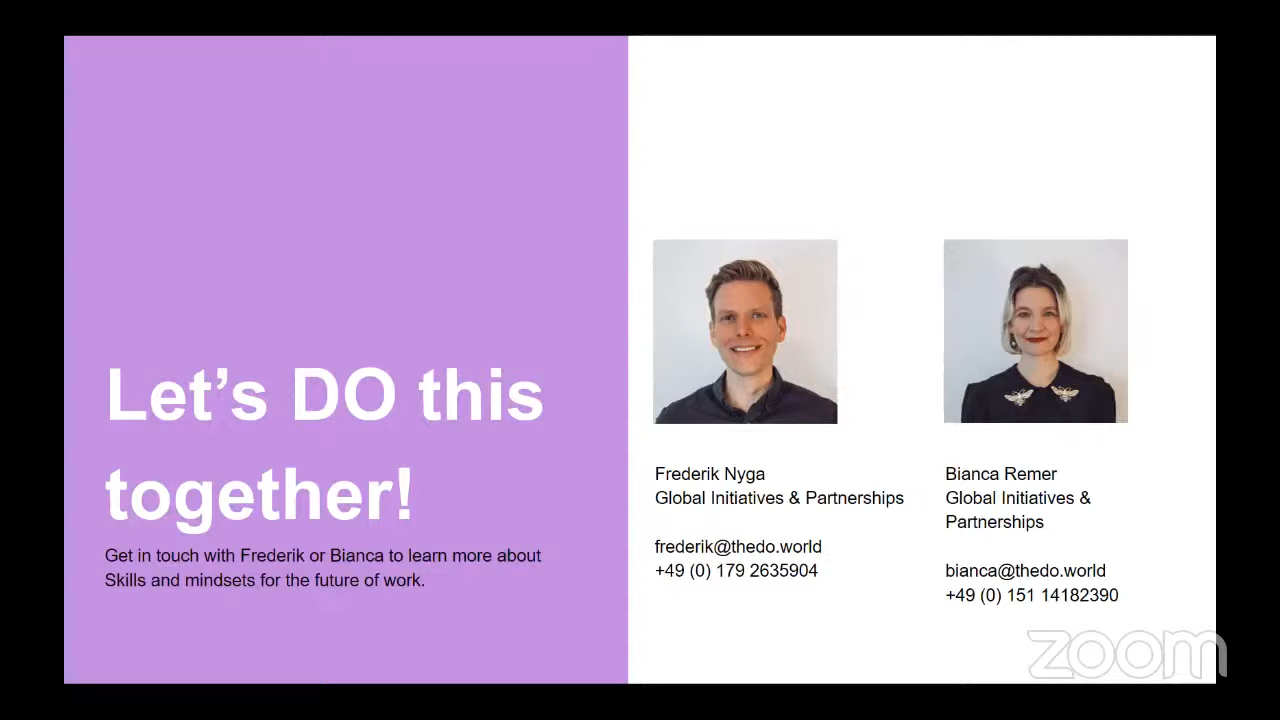 Let’s DO this
together!
Get in touch with Frederik or Bianca to learn more about
Skills and mindsets for the future of work.
Frederik Nyga
Global Initiatives & Partnerships
frederik@thedo.world
+49 (0) 179 2635904
Bianca Remer
Global Initiatives &
Partnerships
bianca@thedo.world
+49 (0) 151 14182390
zoom